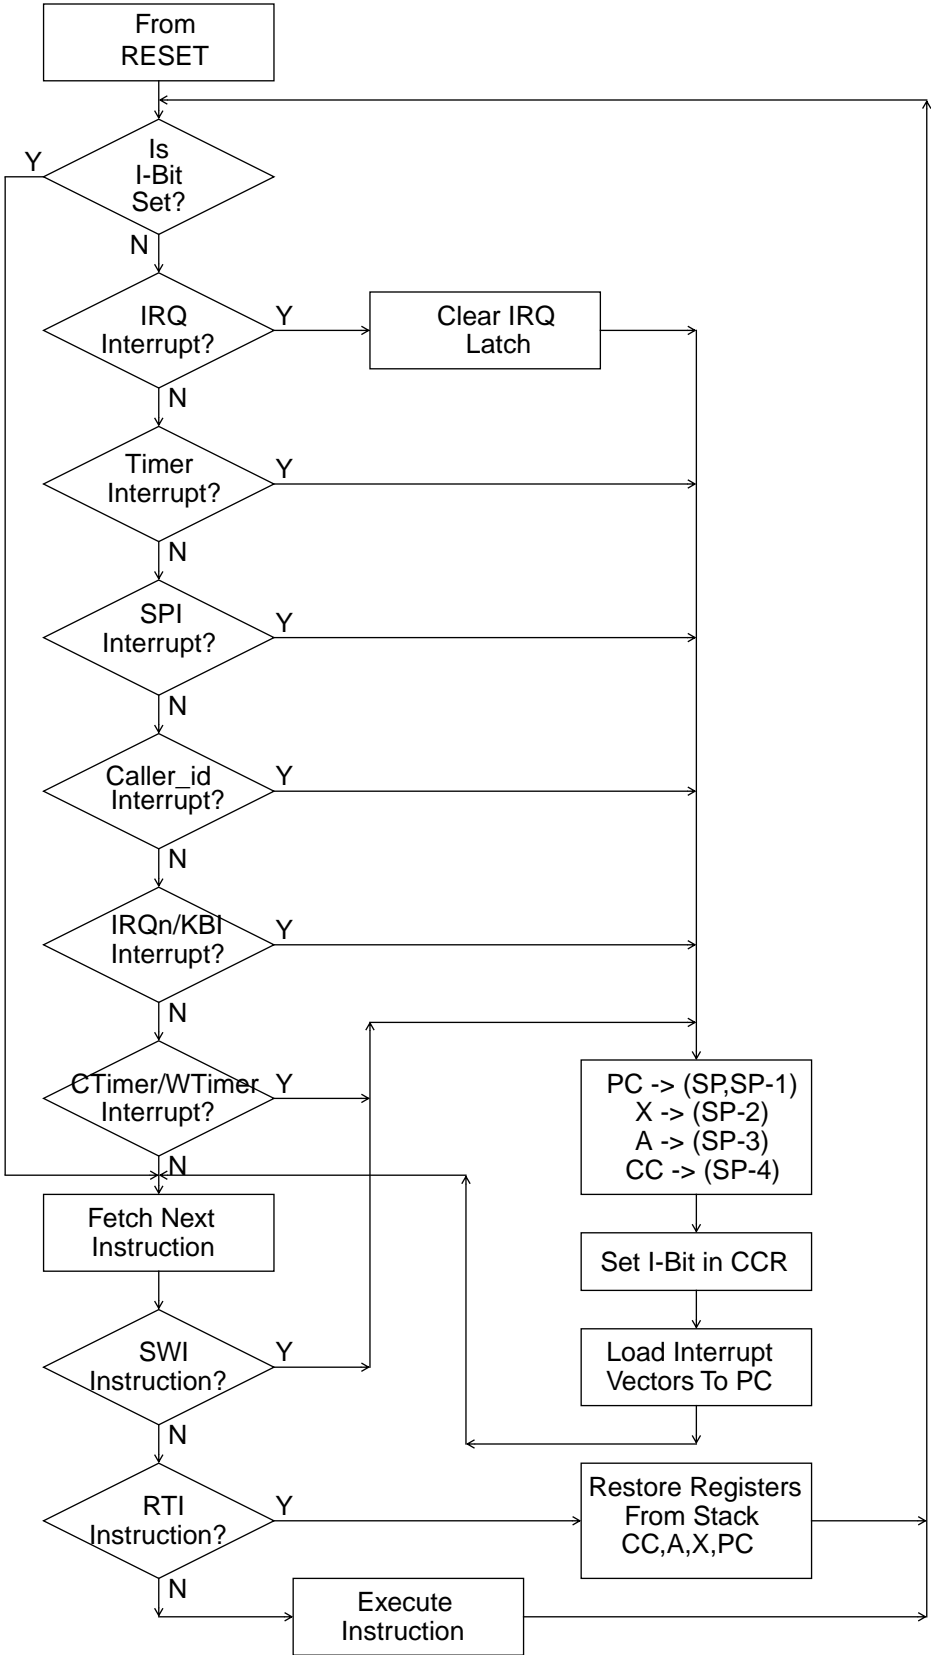 From
RESET
Is
I-Bit
Set?
Y
N
IRQ
Interrupt?
Y
Clear IRQ
Latch
N
Timer
Interrupt?
Y
N
SPI
Interrupt?
Y
N
Caller_id
Interrupt?
Y
N
IRQn/KBI
Interrupt?
Y
N
CTimer/WTimer
Interrupt?
Y
N
PC -> (SP,SP-1)
X -> (SP-2)
A -> (SP-3)
CC -> (SP-4)
Set I-Bit in CCR
Load Interrupt
Vectors To PC
Fetch Next
Instruction
SWI
Instruction?
Y
N
RTI
Instruction?
Y
Restore Registers
From Stack
CC,A,X,PC
N
Execute
Instruction